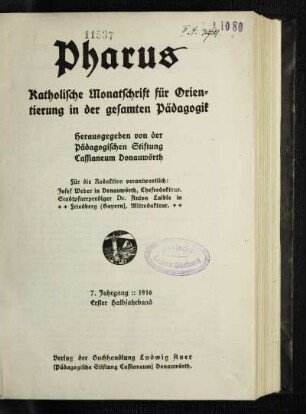 11537
Pharus
Katholische Monatschrift für Orien-
tierung in der gesamten Pädagogik
Herausgegeben von der
Pädagogischen Stiftung
Cassianeum Donauwörth
Für die Redaktion verantwortlich:
Josef Weber in Donauwörth, Chefredakteur.
Stadtpfarrprediger Dr. Anton Luible in
Friedberg (Bayern), Mitredakteur.
7. Jahrgang :: 1916
Erster Halbjahrband
Verlag der Buchhandlung Ludwig Auer
(Pädagogische Stiftung Cassianeum) Donauwörth.